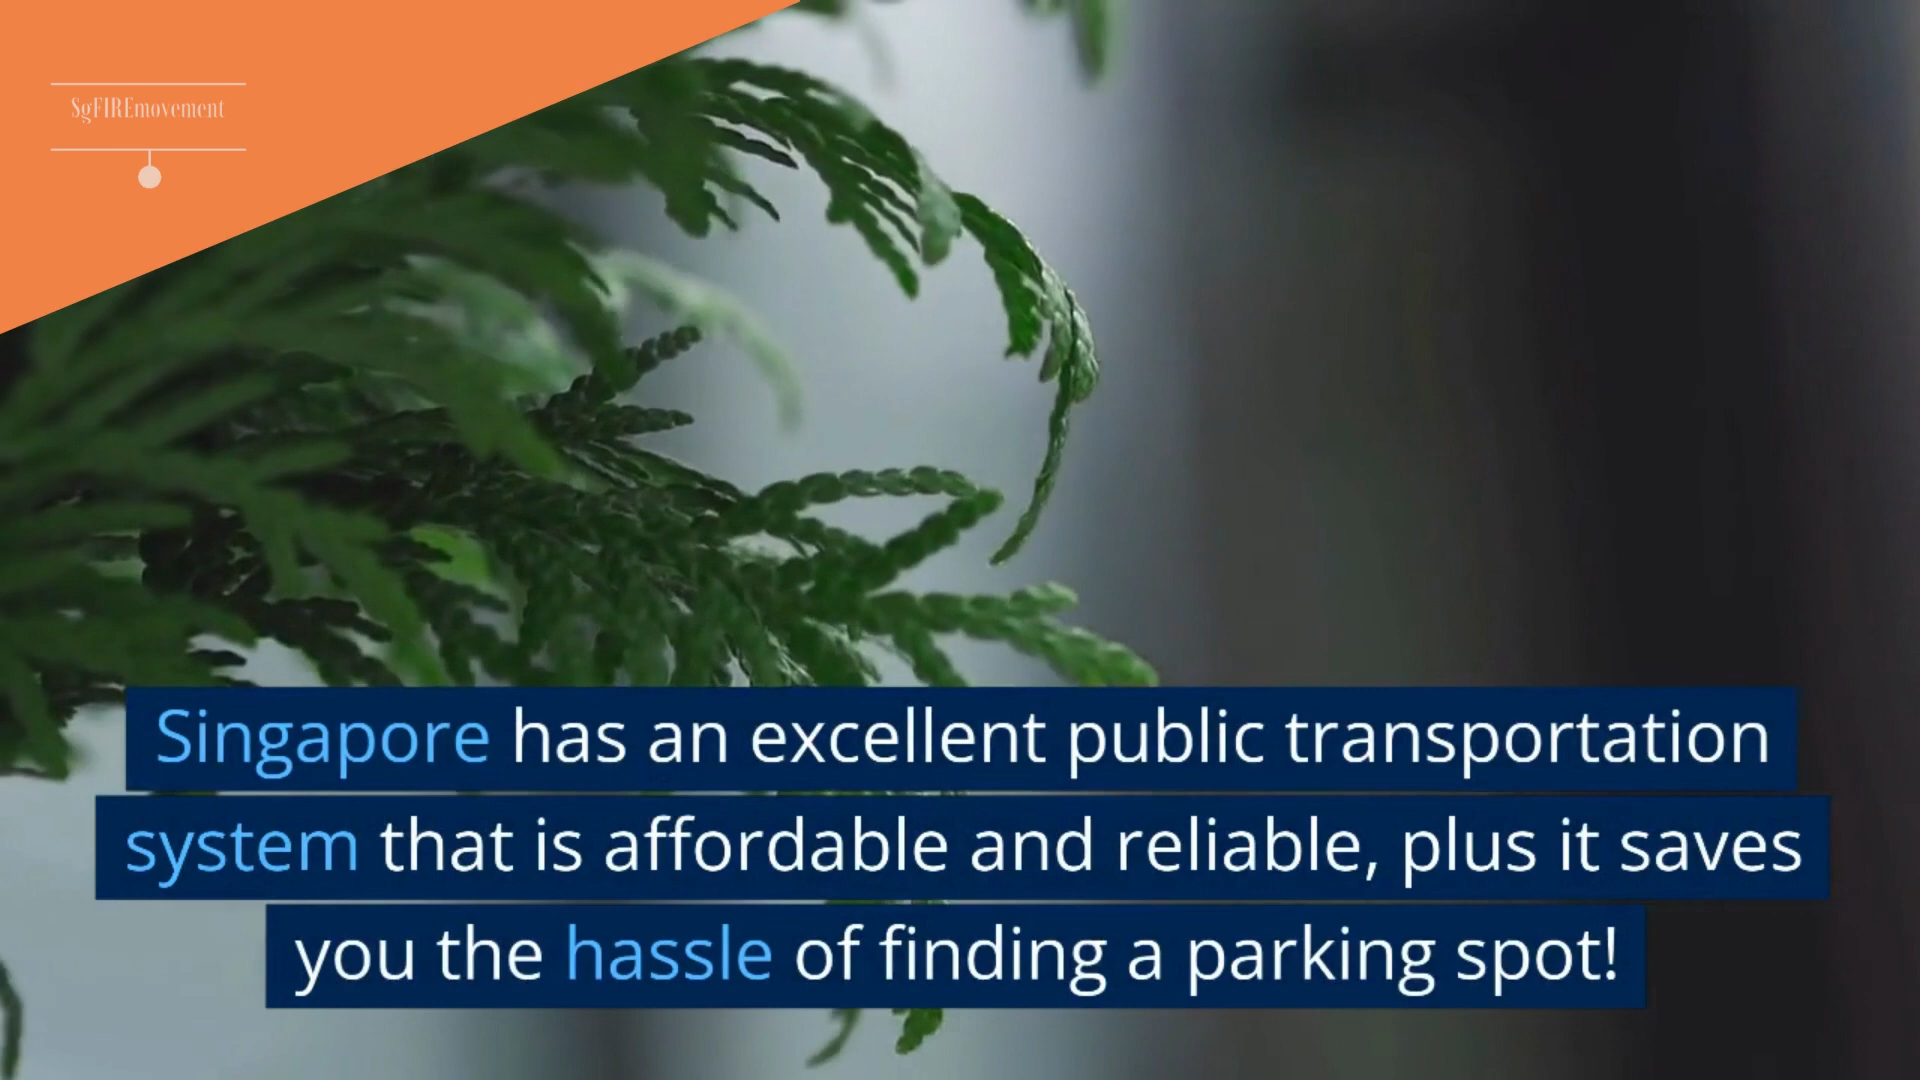 SgFIREmovement
Singapore has an excellent public transportation
system that is affordable and reliable, plus it saves
you the hassle of finding a parking spot!